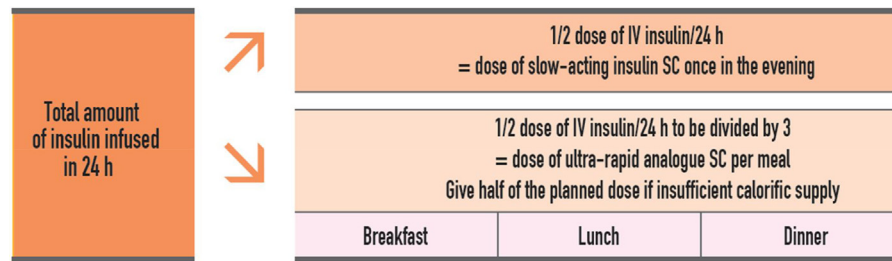 Total amount
of insulin infused
in 24 h
1/2 dose of IV insulin/24 h
= dose of slow-acting insulin SC once in the evening
1/2 dose of IV insulin/24 h to be divided by 3
= dose of ultra-rapid analogue SC per meal
Give half of the planned dose if insufficient calorific supply
Breakfast
Lunch
Dinner